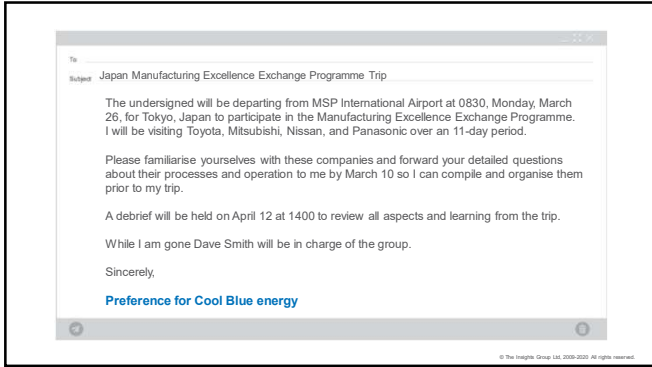 To
Subject Japan Manufacturing Excellence Exchange Programme Trip
The undersigned will be departing from MSP International Airport at 0830, Monday, March
26, for Tokyo, Japan to participate in the Manufacturing Excellence Exchange Programme.
I will be visiting Toyota, Mitsubishi, Nissan, and Panasonic over an 11-day period.
Please familiarise yourselves with these companies and forward your detailed questions
about their processes and operation to me by March 10 so I can compile and organise them
prior to my trip.
A debrief will be held on April 12 at 1400 to review all aspects and learning from the trip.
While I am gone Dave Smith will be in charge of the group.
Sincerely,
Preference for Cool Blue energy
© The Insights Group Ltd, 2009-2020 All rights reserved.